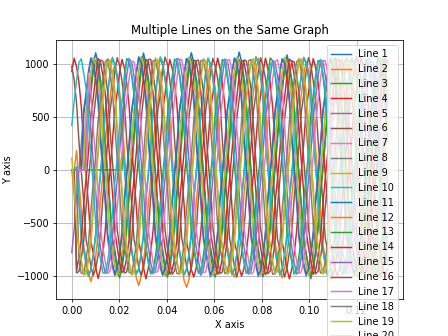 Multiple Lines on the Same Graph
Y axis
1000
500
0
−500
−1000
0.00
0.02
0.04
0.06
0.08
0.10
X axis
Line 1
Line 2
Line 3
Line 4
Line 5
Line 6
Line 7
Line 8
Line 9
Line 10
Line 11
Line 12
Line 13
Line 14
Line 15
Line 16
Line 17
Line 18
Line 19
Line 20